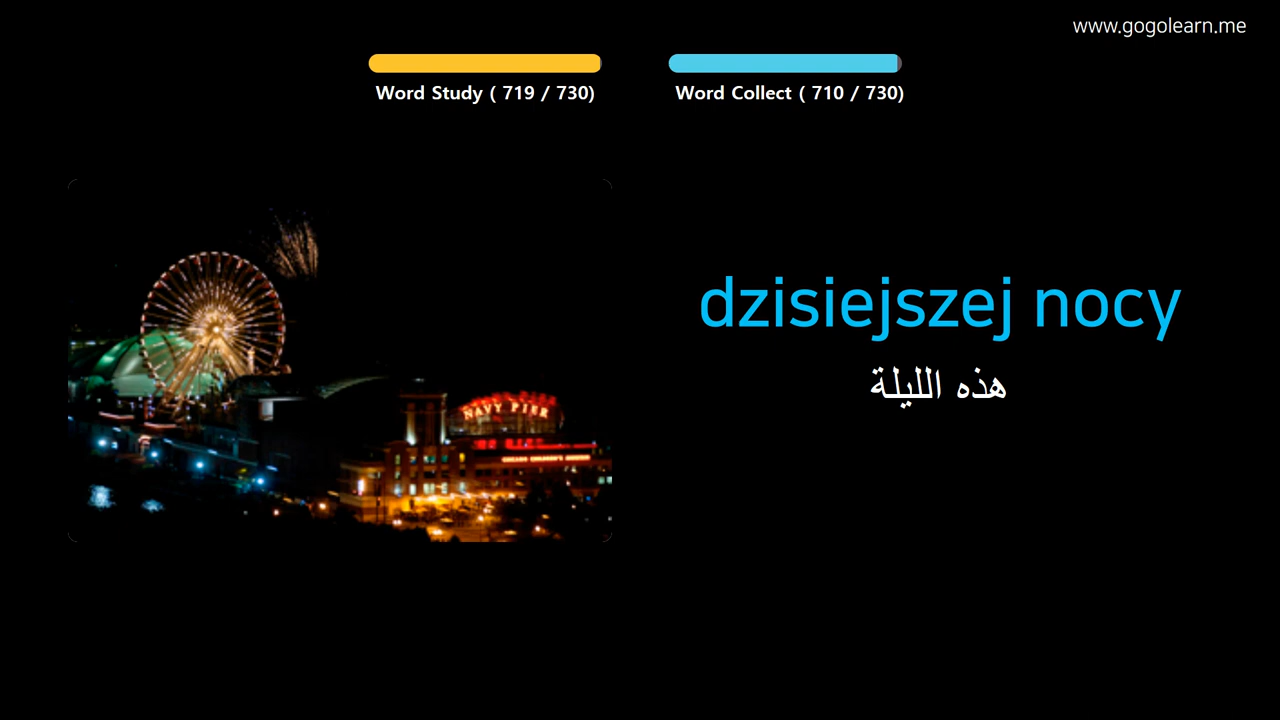 www.gogolearn.me
Word Study ( 719 / 730)
Word Collect ( 710 / 730)
dzisiejszej nocy
هذه الليلة
NAVY PIER